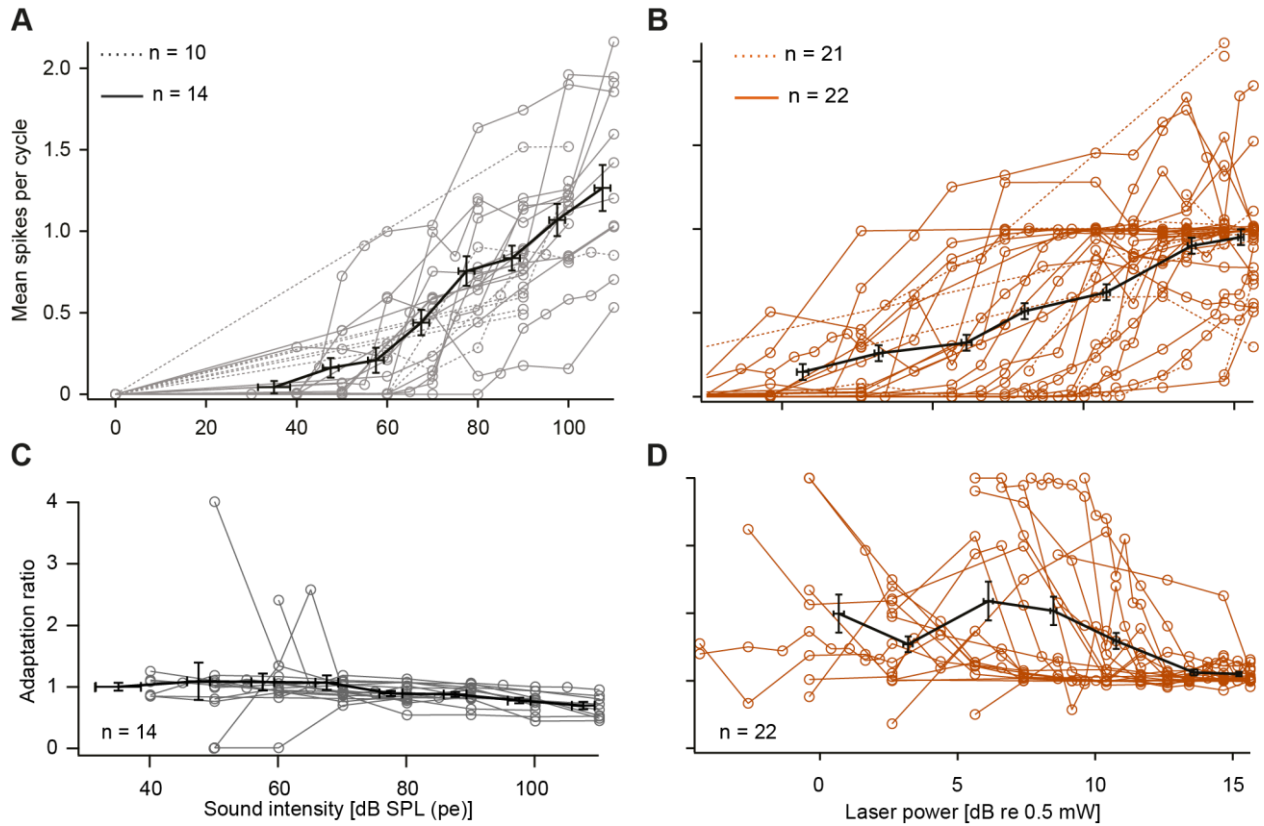 A
n = 10
n = 14
Mean spikes per cycle
2.0
1.5
1.0
0.5
0
0 20 40 60 80 100
B
n = 21
n = 22
C
Adaptation ratio
4
3
2
1
0
n = 14
40 60 80 100
Sound intensity [dB SPL (pe)]
D
n = 22
0 5 10 15
Laser power [dB re 0.5 mW]